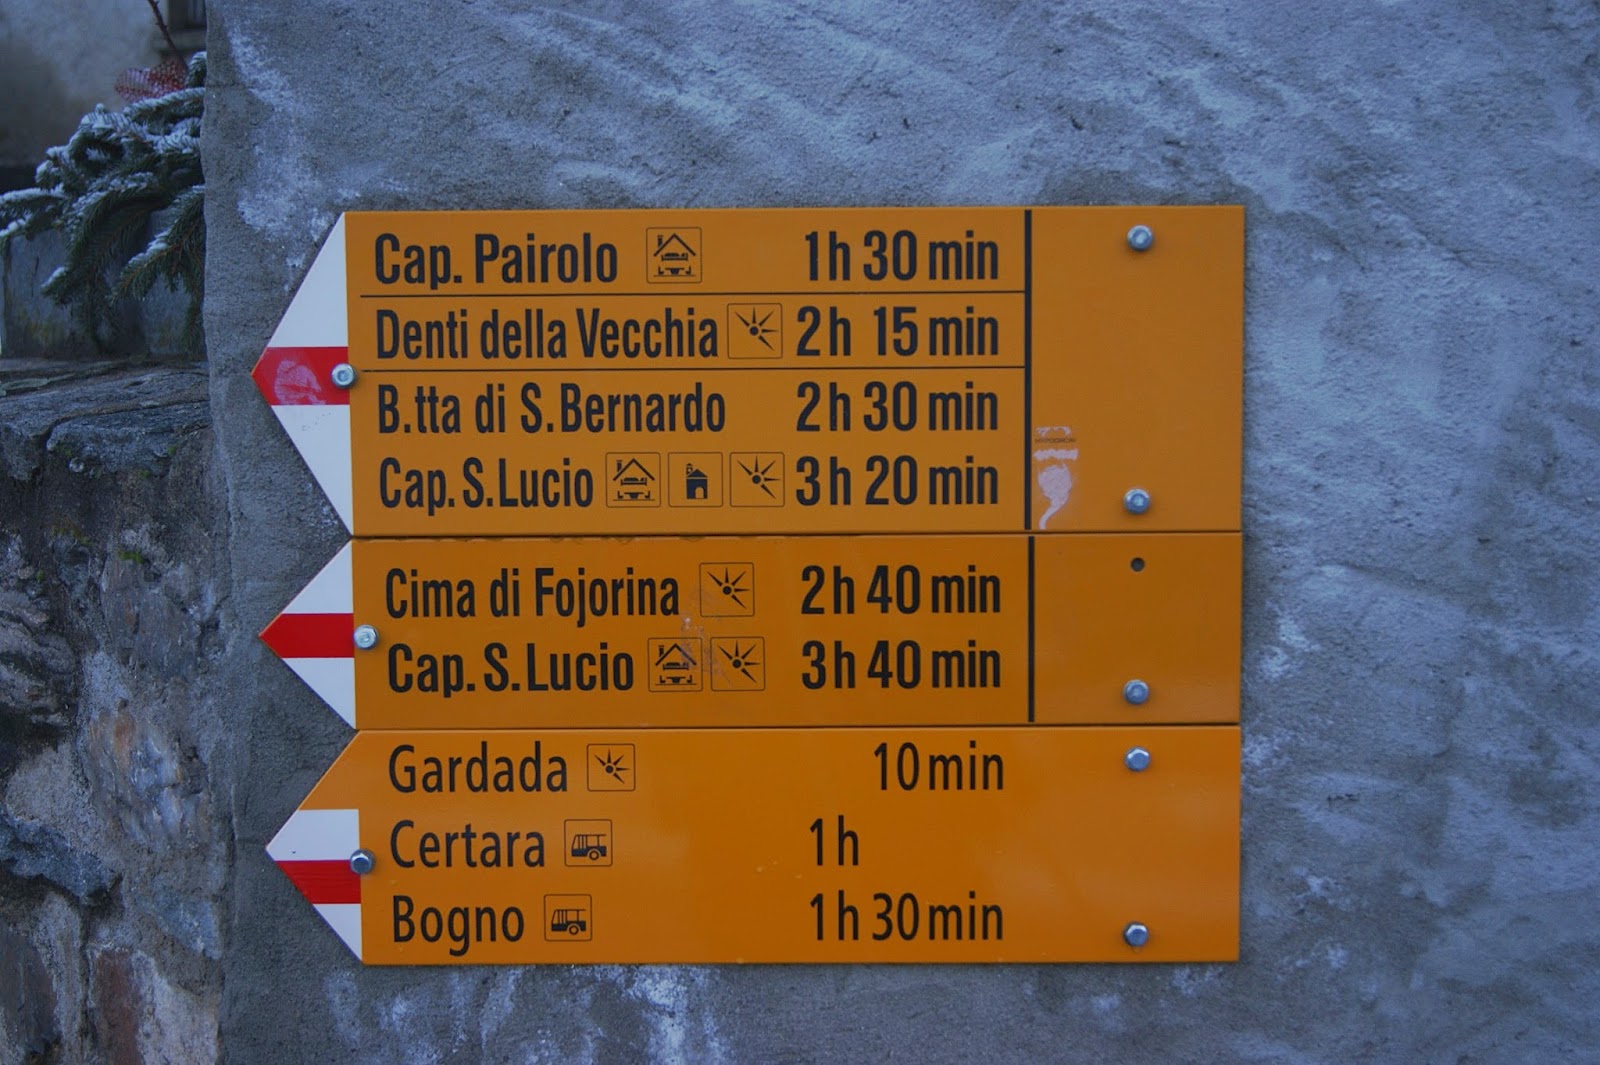 Cap. Pairolo 1h 30 min
Denti della Vecchia 2h 15 min
B.tta di S. Bernardo 2h 30 min
Cap. S. Lucio 3h 20 min
Cima di Fojorina 2h 40 min
Cap. S. Lucio 3h 40 min
Gardada 10 min
Certara 1h
Bogno 1h 30 min